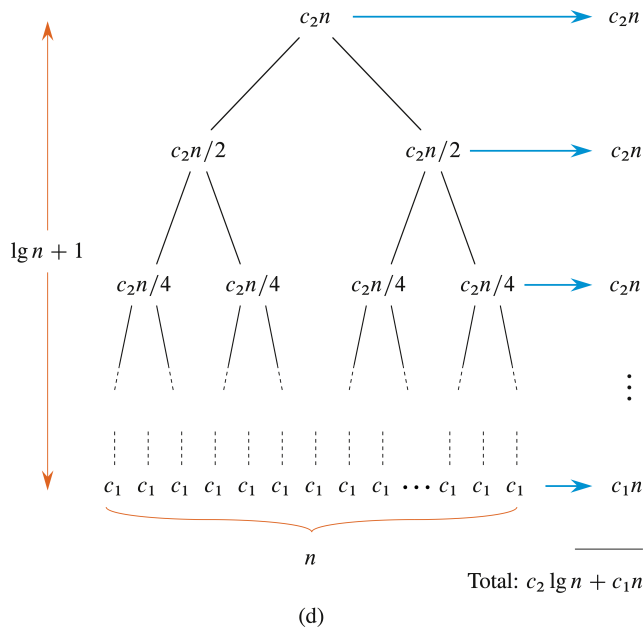 c₂n c₂n
c₂n/2 c₂n/2 c₂n
lg n + 1
c₂n/4 c₂n/4 c₂n/4 c₂n/4 c₂n
⋮
c₁ c₁ c₁ c₁ c₁ c₁ c₁ c₁ c₁ ⋯ c₁ c₁ c₁ c₁n
n
Total: c₂ lg n + c₁n
(d)